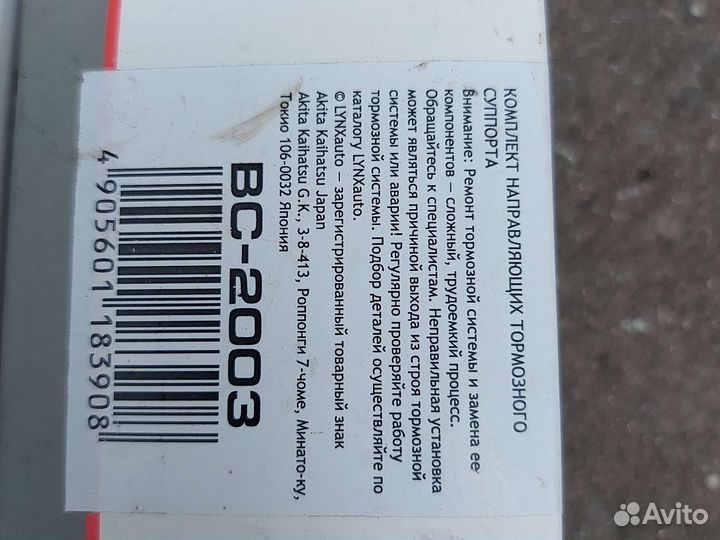 КОМПЛЕКТ НАПРАВЛЯЮЩИХ ТОРМОЗНОГО
СУППОРТА
Внимание: Ремонт тормозной системы и замена ее
компонентов – сложный, трудоемкий процесс.
Обращайтесь к специалистам. Неправильная установка
может являться причиной выхода из строя тормозной
системы или аварии! Регулярно проверяйте работу
тормозной системы. Подбор деталей осуществляйте по
каталогу LYNXauto.
© LYNXauto – зарегистрированный товарный знак
Akita Kaihatsu Japan
Akita Kaihatsu G.K., 3-8-413, Роппонги 7-чоме, Минато-ку,
Токио 106-0032 Япония
BC-2003
4 905601 183908
Avito